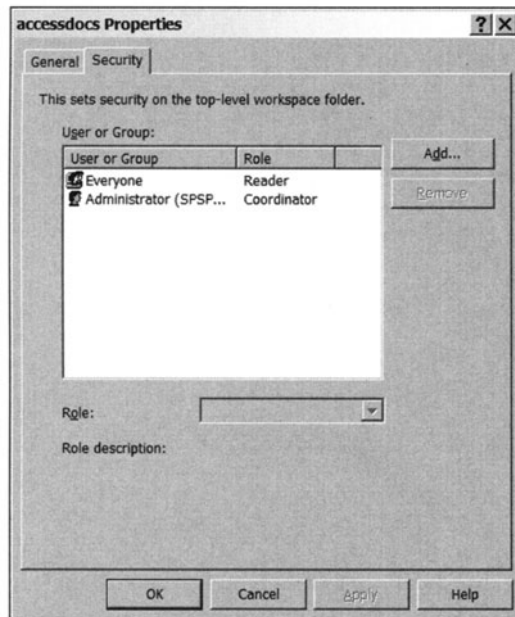 accessdocs Properties
General Security
This sets security on the top-level workspace folder.
User or Group:
User or Group Role
Everyone Reader
Administrator (SPSP... Coordinator
Add...
Remove
Role:
Role description:
OK Cancel Apply Help